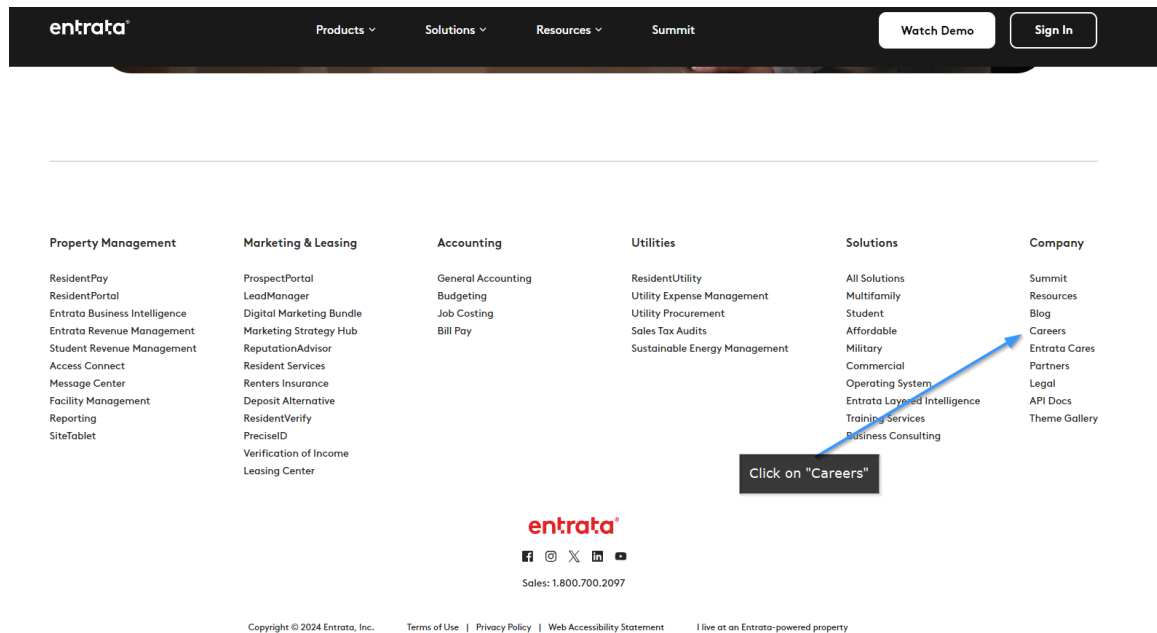 entrata®
Products
Solutions
Resources
Summit
Watch Demo
Sign In
Property Management
ResidentPay
ResidentPortal
Entrata Business Intelligence
Entrata Revenue Management
Student Revenue Management
Access Connect
Message Center
Facility Management
Reporting
SiteTablet
Marketing & Leasing
ProspectPortal
LeadManager
Digital Marketing Bundle
Marketing Strategy Hub
ReputationAdvisor
Resident Services
Renters Insurance
Deposit Alternative
ResidentVerify
PreciseID
Verification of Income
Leasing Center
Accounting
General Accounting
Budgeting
Job Costing
Bill Pay
Utilities
ResidentUtility
Utility Expense Management
Utility Procurement
Sales Tax Audits
Sustainable Energy Management
Solutions
All Solutions
Multifamily
Student
Affordable
Military
Commercial
Operating System
Entrata Layered Intelligence
Training Services
Business Consulting
Company
Summit
Resources
Blog
Careers
Entrata Cares
Partners
Legal
API Docs
Theme Gallery
Click on "Careers"
entrata®
Sales: 1.800.700.2097
Copyright © 2024 Entrata, Inc. Terms of Use | Privacy Policy | Web Accessibility Statement I live at an Entrata-powered property